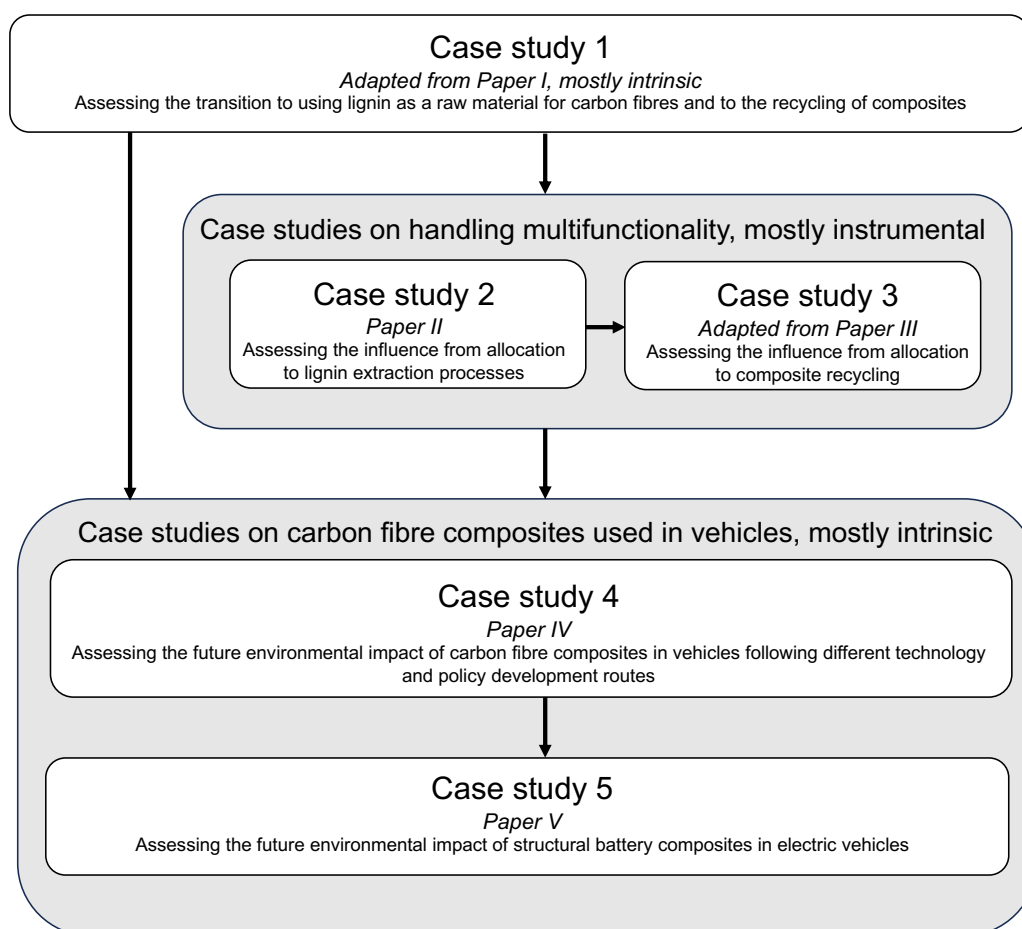 Case study 1
Adapted from Paper I, mostly intrinsic
Assessing the transition to using lignin as a raw material for carbon fibres and to the recycling of composites
Case studies on handling multifunctionality, mostly instrumental
Case study 2
Paper II
Assessing the influence from allocation
to lignin extraction processes
Case study 3
Adapted from Paper III
Assessing the influence from allocation
to composite recycling
Case studies on carbon fibre composites used in vehicles, mostly intrinsic
Case study 4
Paper IV
Assessing the future environmental impact of carbon fibre composites in vehicles following different technology
and policy development routes
Case study 5
Paper V
Assessing the future environmental impact of structural battery composites in electric vehicles